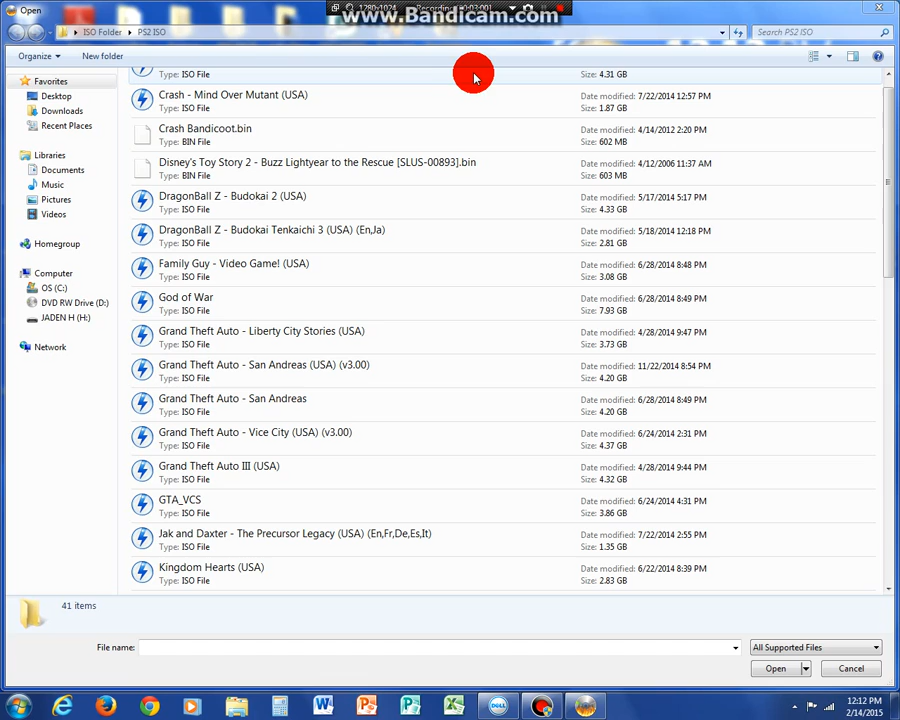 Open
1280x1024
Recording [00:03:00]
www.Bandicam.com
ISO Folder
PS2 ISO
Search PS2 ISO
Organize
New folder
Favorites
Desktop
Downloads
Recent Places
Libraries
Documents
Music
Pictures
Videos
Homegroup
Computer
OS (C:)
DVD RW Drive (D:)
JADEN H (H:)
Network
Type: ISO File
Size: 4.31 GB
Crash - Mind Over Mutant (USA)
Date modified: 7/22/2014 12:57 PM
Type: ISO File
Size: 1.87 GB
Crash Bandicoot.bin
Date modified: 4/14/2012 2:20 PM
Type: BIN File
Size: 602 MB
Disney's Toy Story 2 - Buzz Lightyear to the Rescue [SLUS-00893].bin
Date modified: 4/12/2006 11:37 AM
Type: BIN File
Size: 603 MB
DragonBall Z - Budokai 2 (USA)
Date modified: 5/17/2014 5:17 PM
Type: ISO File
Size: 4.33 GB
DragonBall Z - Budokai Tenkaichi 3 (USA) (En,Ja)
Date modified: 5/18/2014 12:18 PM
Type: ISO File
Size: 2.81 GB
Family Guy - Video Game! (USA)
Date modified: 6/28/2014 8:48 PM
Type: ISO File
Size: 3.08 GB
God of War
Date modified: 6/28/2014 8:49 PM
Type: ISO File
Size: 7.93 GB
Grand Theft Auto - Liberty City Stories (USA)
Date modified: 4/28/2014 9:47 PM
Type: ISO File
Size: 3.73 GB
Grand Theft Auto - San Andreas (USA) (v3.00)
Date modified: 11/22/2014 8:54 PM
Type: ISO File
Size: 4.20 GB
Grand Theft Auto - San Andreas
Date modified: 6/28/2014 8:49 PM
Type: ISO File
Size: 4.20 GB
Grand Theft Auto - Vice City (USA) (v3.00)
Date modified: 6/24/2014 2:31 PM
Type: ISO File
Size: 4.37 GB
Grand Theft Auto III (USA)
Date modified: 4/28/2014 9:44 PM
Type: ISO File
Size: 4.32 GB
GTA_VCS
Date modified: 6/24/2014 4:31 PM
Type: ISO File
Size: 3.86 GB
Jak and Daxter - The Precursor Legacy (USA) (En,Fr,De,Es,It)
Date modified: 7/22/2014 2:55 PM
Type: ISO File
Size: 1.35 GB
Kingdom Hearts (USA)
Date modified: 6/22/2014 8:39 PM
Type: ISO File
Size: 2.83 GB
41 items
File name:
All Supported Files
Open
Cancel
DELL
12:12 PM
2/14/2015